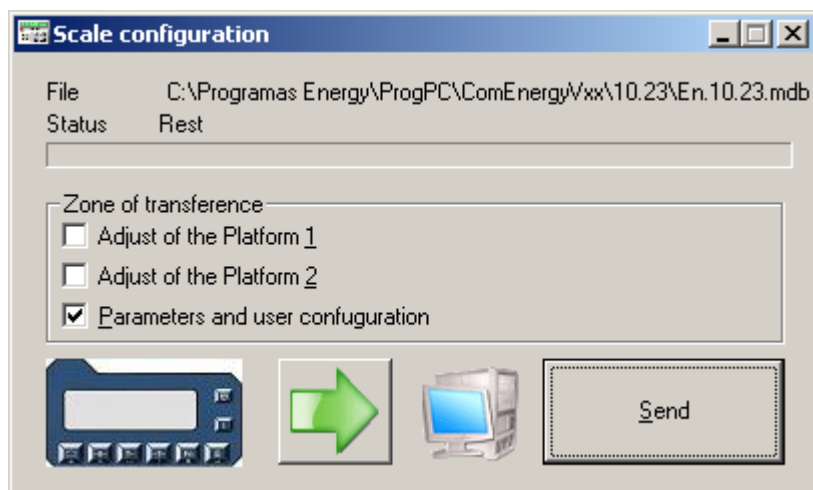 Scale configuration
File C:\Programas Energy\ProgPC\ComEnergyVxx\10.23\En.10.23.mdb
Status Rest
Zone of transference
Adjust of the Platform 1
Adjust of the Platform 2
Parameters and user confuguration
Send